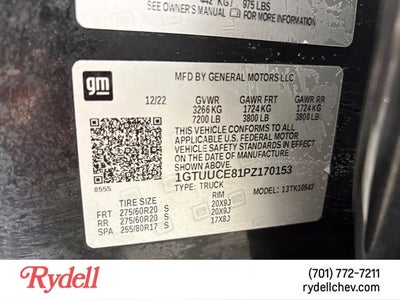 442 KG / 975 LBS
SEE OWNER'S MANUAL FOR MORE INFORMATION
gm
MFD BY GENERAL MOTORS LLC
12/22 GVWR GAWR FRT GAWR RR
3266 KG 1724 KG 1724 KG
7200 LB 3800 LB 3800 LB
THIS VEHICLE CONFORMS TO ALL APPLICABLE
U.S. FEDERAL MOTOR VEHICLE SAFETY STANDARDS
IN EFFECT ON THE DATE OF MANUFACTURE
SHOWN ABOVE.
1GTUUCE81PZ170153
8555
TYPE: TRUCK MODEL: 13TK10543
TIRE SIZE RIM
FRT 275/60R20 S 20X9J
RR 275/60R20 S 20X9J
SPA 255/80R17 S 17X8J
Rydell
(701) 772-7211
rydellchev.com